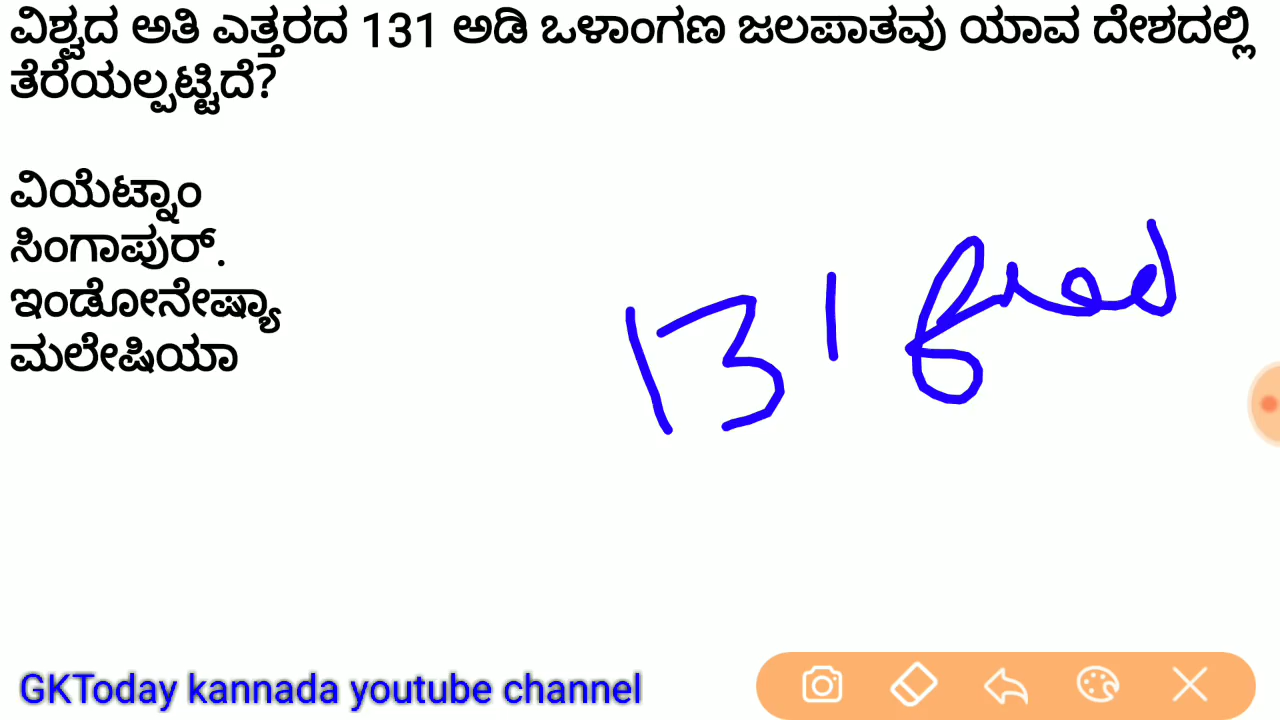 ವಿಶ್ವದ ಅತಿ ಎತ್ತರದ 131 ಅಡಿ ಒಳಾಂಗಣ ಜಲಪಾತವು ಯಾವ ದೇಶದಲ್ಲಿ
ತೆರೆಯಲ್ಪಟ್ಟಿದೆ?
ವಿಯೆಟ್ನಾಂ
ಸಿಂಗಾಪುರ್.
ಇಂಡೋನೇಷ್ಯಾ
ಮಲೇಷಿಯಾ
131
GKToday kannada youtube channel